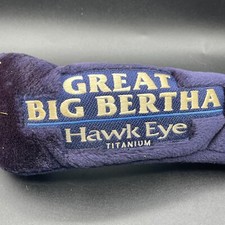 GREAT
BIG BERTHA
Hawk Eye
TITANIUM